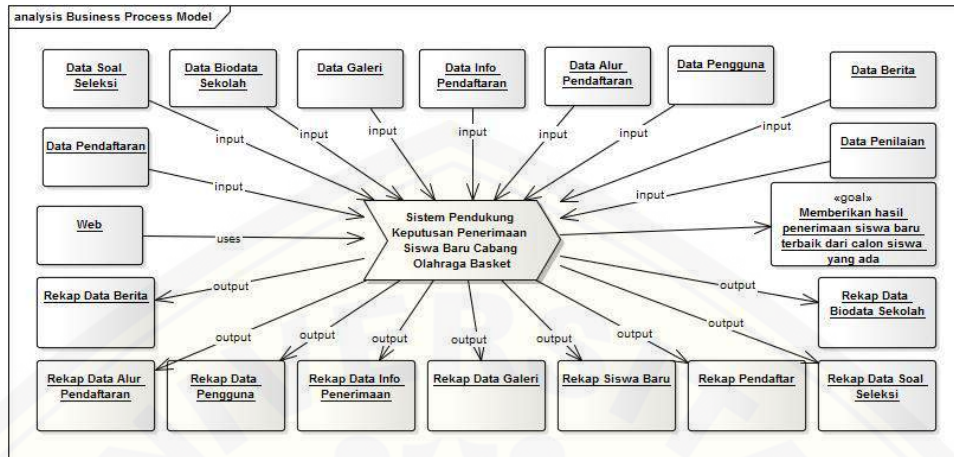 analysis Business Process Model
Data Soal
Seleksi
Data Biodata
Sekolah
Data Galeri
Data Info
Pendaftaran
Data Alur
Pendaftaran
Data Pengguna
Data Berita
input
input
input
input
input
input
input
Data Pendaftaran
input
Data Penilaian
input
Web
uses
Sistem Pendukung
Keputusan Penerimaan
Siswa Baru Cabang
Olahraga Basket
«goal»
Memberikan hasil
penerimaan siswa baru
terbaik dari calon siswa
yang ada
Rekap Data Berita
output
output
Rekap Data
Biodata Sekolah
output
output
output
output
output
output
output
Rekap Data Alur
Pendaftaran
Rekap Data
Pengguna
Rekap Data Info
Penerimaan
Rekap Data Galeri
Rekap Siswa Baru
Rekap Pendaftar
Rekap Data Soal
Seleksi